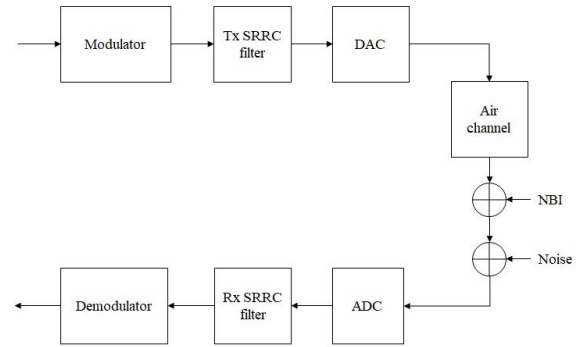 Modulator
Tx SRRC
filter
DAC
Air
channel
NBI
Noise
Demodulator
Rx SRRC
filter
ADC